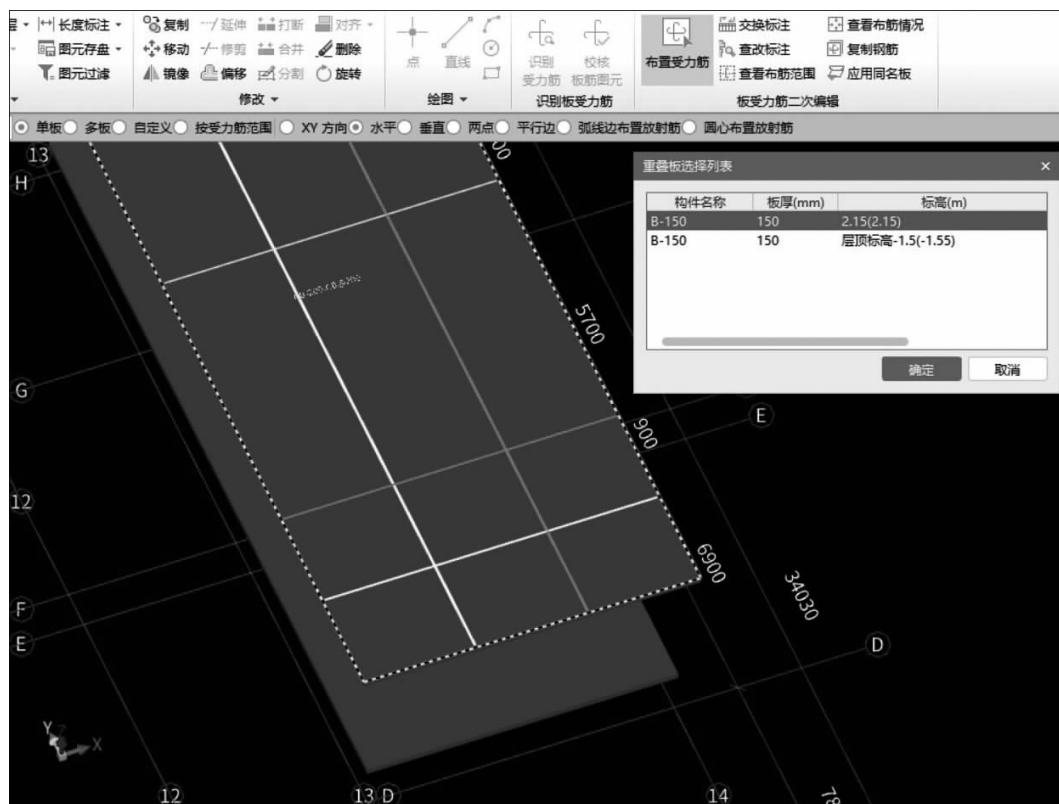 层 长度标注 复制 延伸 打断 对齐 交换标注 查看布筋情况
图元存盘 移动 修剪 合并 删除 点 直线 识别受力筋 校核板筋图元 布置受力筋 查改标注 复制钢筋
图元过滤 镜像 偏移 分割 旋转 查看布筋范围 应用同名板
修改 绘图 识别板受力筋 板受力筋二次编辑
单板 多板 自定义 按受力筋范围 XY 方向 水平 垂直 两点 平行边 弧线边布置放射筋 圆心布置放射筋
13
H
重叠板选择列表 ×
构件名称 板厚(mm) 标高(m)
B-150 150 2.15(2.15)
B-150 150 层顶标高-1.5(-1.55)
确定 取消
5700
G
E
900
12
6900
34030
F
E
D
Y Z X
12
13
D
14
78